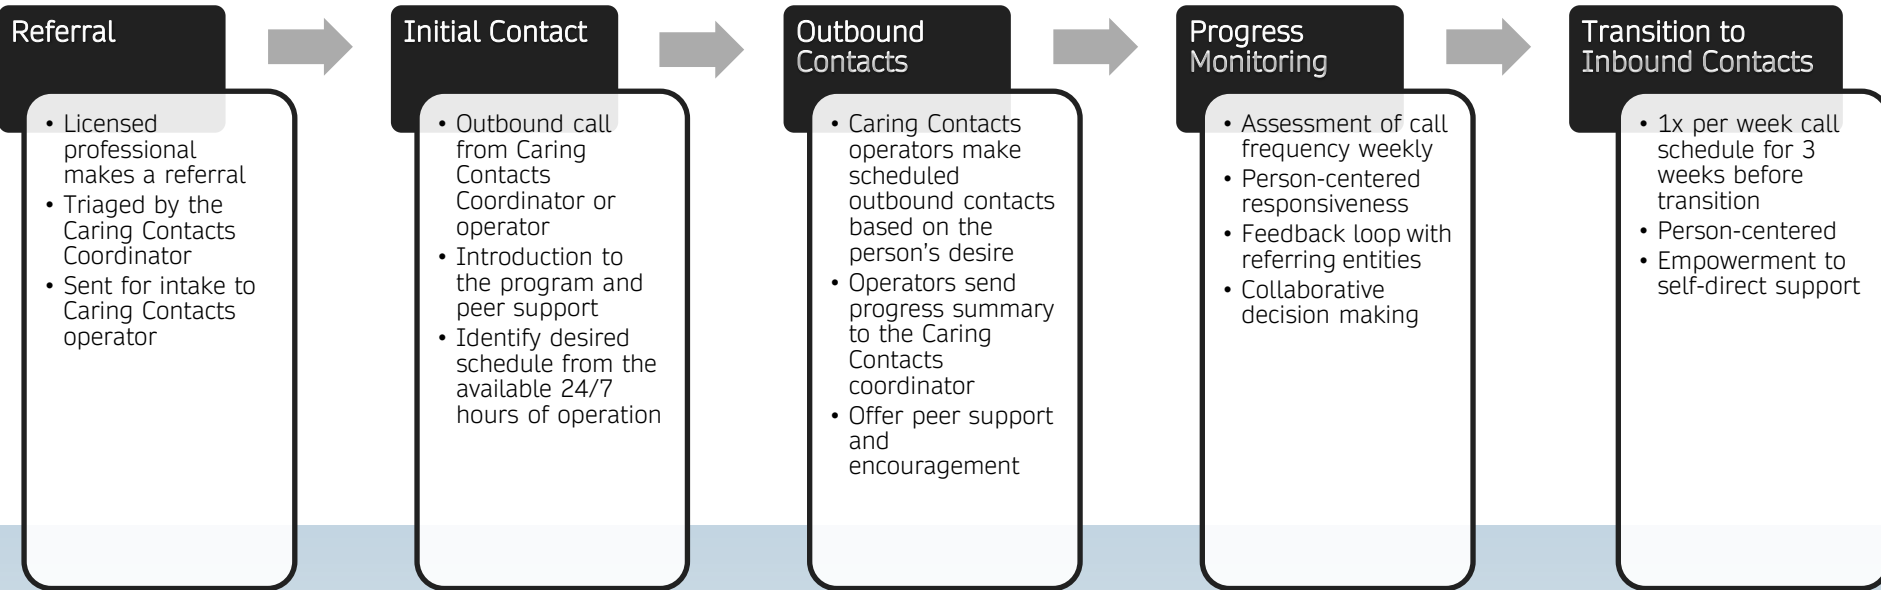 Referral
• Licensed
professional
makes a referral
• Triaged by the
Caring Contacts
Coordinator
• Sent for intake to
Caring Contacts
operator
Initial Contact
• Outbound call
from Caring
Contacts
Coordinator or
operator
• Introduction to
the program and
peer support
• Identify desired
schedule from the
available 24/7
hours of operation
Outbound
Contacts
• Caring Contacts
operators make
scheduled
outbound contacts
based on the
person's desire
• Operators send
progress summary
to the Caring
Contacts
coordinator
• Offer peer support
and
encouragement
Progress
Monitoring
• Assessment of call
frequency weekly
• Person-centered
responsiveness
• Feedback loop with
referring entities
• Collaborative
decision making
Transition to
Inbound Contacts
• 1x per week call
schedule for 3
weeks before
transition
• Person-centered
• Empowerment to
self-direct support